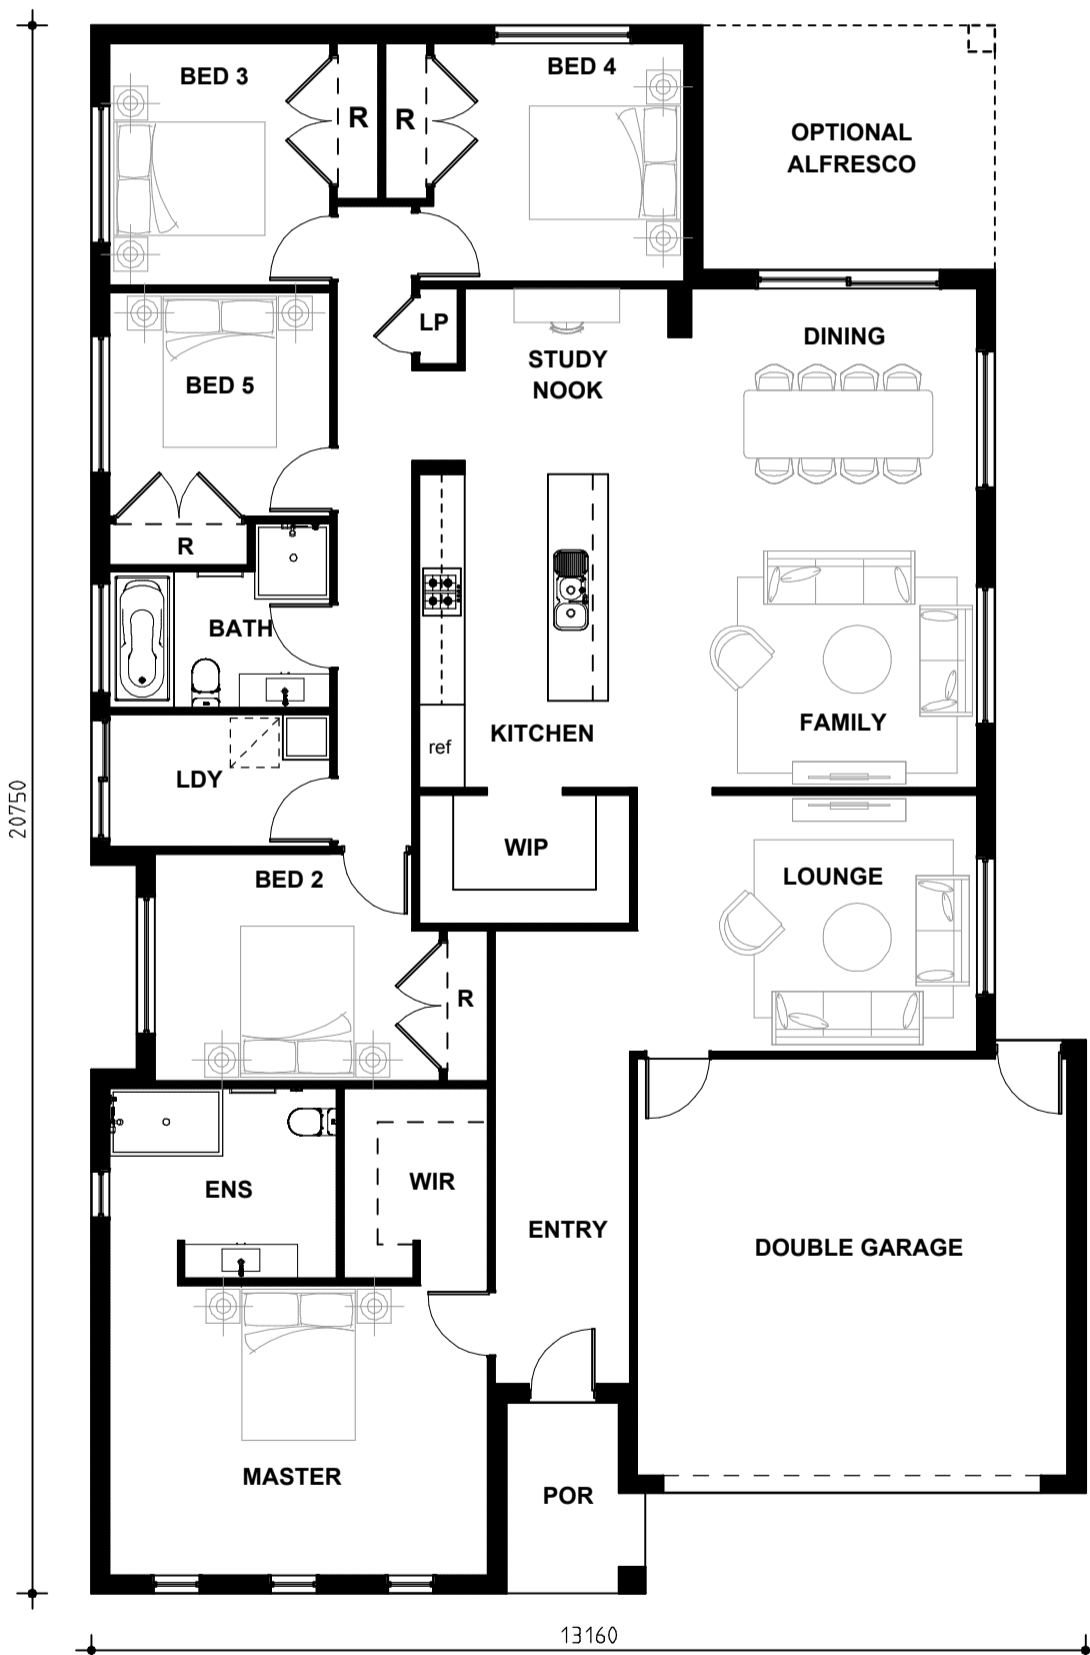 BED 3
BED 4
R
R
OPTIONAL
ALFRESCO
LP
STUDY
NOOK
DINING
BED 5
R
BATH
KITCHEN
FAMILY
ref
LDY
20750
WIP
LOUNGE
BED 2
R
ENS
WIR
ENTRY
DOUBLE GARAGE
MASTER
POR
13160